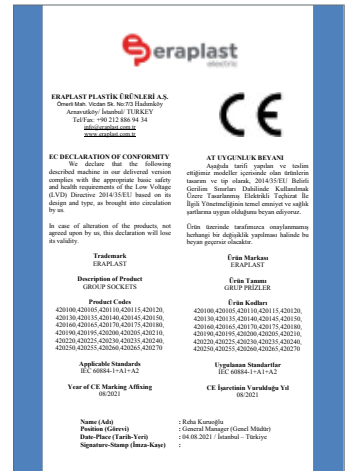 eraplast
electric
ERAPLAST PLASTİK ÜRÜNLERİ A.Ş.
Ömerli Mah. Vicdan Sk. No:7/3 Hadımköy
Arnavutköy/ İstanbul/ TURKEY
Tel/Fax: +90 212 886 94 34
info@eraplast.com.tr
www.eraplast.com.tr
CE
EC DECLARATION OF CONFORMITY
We declare that the following
described mecum in our delivered version
complies with the appropriate basic safety
and health requirements of the Low Voltage
(LVD) Directive 2014/35/EU based on its
design and type, as brought into circulation
by us.
In case of alteration of the products, not
agreed upon by us, this declaration will lose
its validity.
Trademark
ERAPLAST
Description of Product
GROUP SOCKETS
Product Codes
420100,420105,420110,420115,420120,
420130,420135,420140,420145,420150,
420160,420165,420170,420175,420180,
420190,420195,420200,420205,420210,
420220,420225,420230,420235,420240,
420250,420255,420260,420265,420270
Applicable Standards
IEC 60884-1+A1+A2
Year of CE Marking Affixing
08/2021
AT UYGUNLUK BEYANI
Aşağıda tarifi yapılan ve teslim
ettiğimiz modeller içerisinde olan ürünlerin
tasarım ve tip olarak, 2014/35/EU Belirli
Gerilim Sınırları Dahilinde Kullanılmak
Üzere Tasarlanmış Elektrikli Teçhizat İle
İlgili Yönetmeliğinin temel emniyet ve sağlık
şartlarına uygun olduğunu beyan ediyoruz.
Ürün üzerinde tarafımızca onaylanmamış
herhangi bir değişiklik yapılması halinde bu
beyan geçersiz olacaktır.
Ürün Markası
ERAPLAST
Ürün Tanımı
GRUP PRİZLER
Ürün Kodları
420100,420105,420110,420115,420120,
420130,420135,420140,420145,420150,
420160,420165,420170,420175,420180,
420190,420195,420200,420205,420210,
420220,420225,420230,420235,420240,
420250,420255,420260,420265,420270
Uygulanan Standartlar
IEC 60884-1+A1+A2
CE İşaretinin Vurulduğu Yıl
08/2021
Name (Adı) : Reha Kuruoğlu
Position (Görevi) : General Manager (Genel Müdür)
Date-Place (Tarih-Yeri) : 04.08.2021 / İstanbul – Türkiye
Signature-Stamp (İmza-Kaşe) :